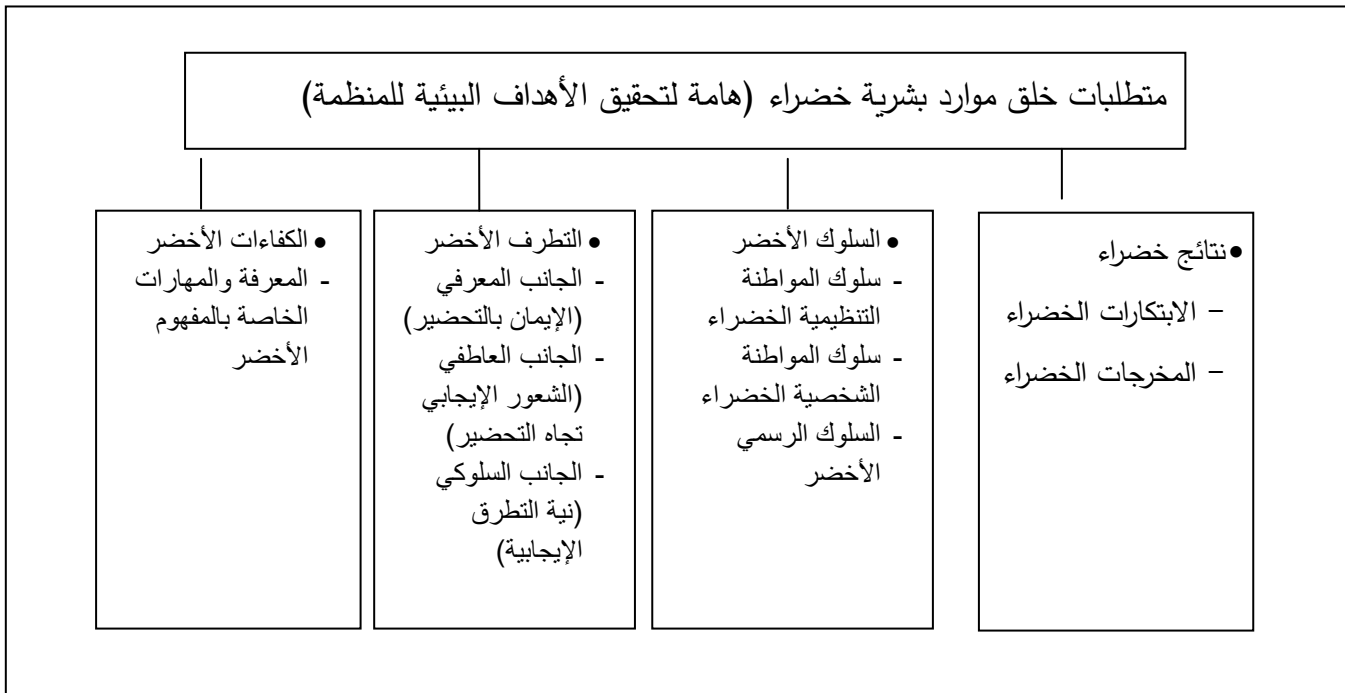 متطلبات خلق موارد بشرية خضراء (هامة لتحقيق الأهداف البيئية للمنظمة)
•نتائج خضراء
– الابتكارات الخضراء
– المخرجات الخضراء
• السلوك الأخضر
- سلوك المواطنة
التنظيمية الخضراء
- سلوك المواطنة
الشخصية الخضراء
- السلوك الرسمي
الأخضر
• التطرف الأخضر
- الجانب المعرفي
(الإيمان بالتحضير)
- الجانب العاطفي
(الشعور الإيجابي
تجاه التحضير)
- الجانب السلوكي
(نية التطرق
الإيجابية)
• الكفاءات الأخضر
- المعرفة والمهارات
الخاصة بالمفهوم
الأخضر